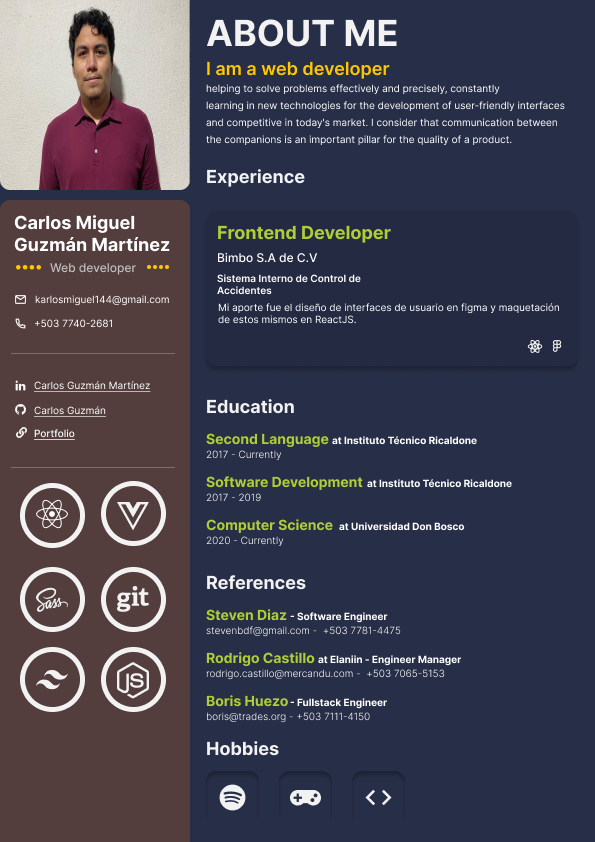 Carlos Miguel
Guzmán Martínez
Web developer
karlosmiguel144@gmail.com
+503 7740-2681
Carlos Guzmán Martínez
Carlos Guzmán
Portfolio
Sass
git
JS
ABOUT ME
I am a web developer
helping to solve problems effectively and precisely, constantly
learning in new technologies for the development of user-friendly interfaces
and competitive in today's market. I consider that communication between
the companions is an important pillar for the quality of a product.
Experience
Frontend Developer
Bimbo S.A de C.V
Sistema Interno de Control de
Accidentes
Mi aporte fue el diseño de interfaces de usuario en figma y maquetación
de estos mismos en ReactJS.
Education
Second Language at Instituto Técnico Ricaldone
2017 - Currently
Software Development at Instituto Técnico Ricaldone
2017 - 2019
Computer Science at Universidad Don Bosco
2020 - Currently
References
Steven Diaz - Software Engineer
stevenbdf@gmail.com - +503 7781-4475
Rodrigo Castillo at Elaniin - Engineer Manager
rodrigo.castillo@mercandu.com - +503 7065-5153
Boris Huezo - Fullstack Engineer
boris@trades.org - +503 7111-4150
Hobbies